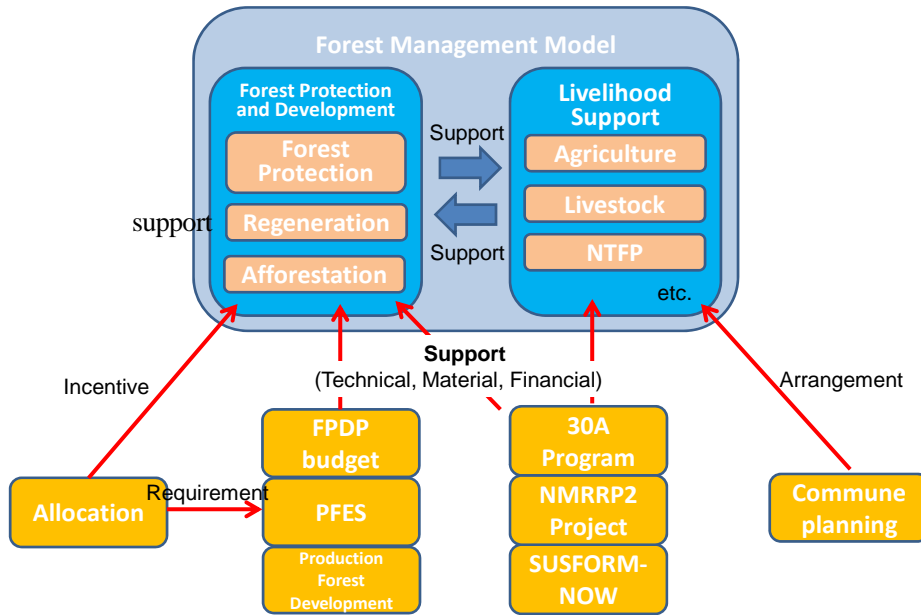 Forest Management Model
Forest Protection
and Development
Forest
Protection
Regeneration
Afforestation
support
Support
Support
Livelihood
Support
Agriculture
Livestock
NTFP
etc.
Incentive
Support
(Technical, Material, Financial)
Arrangement
Allocation
Requirement
FPDP
budget
PFES
Production
Forest
Development
30A
Program
NMRRP2
Project
SUSFORM-
NOW
Commune
planning